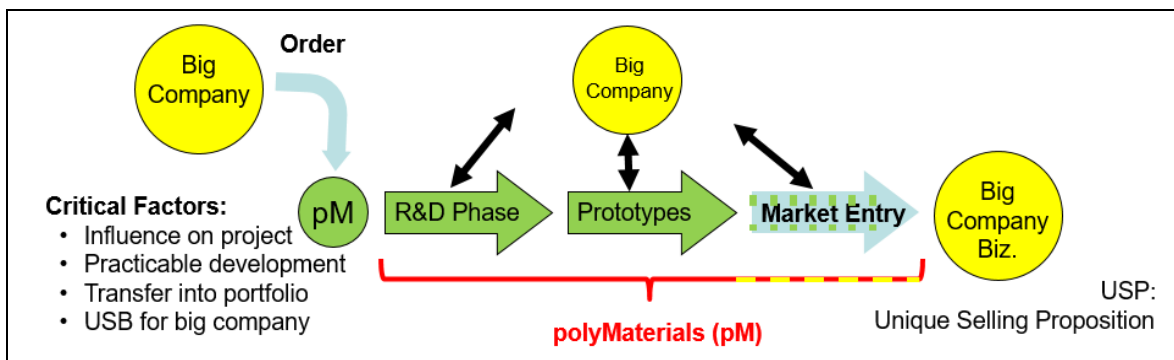 Order
Big
Company
Big
Company
pM
R&D Phase
Prototypes
Market Entry
Big
Company
Biz.
Critical Factors:
• Influence on project
• Practicable development
• Transfer into portfolio
• USB for big company
polyMaterials (pM)
USP:
Unique Selling Proposition